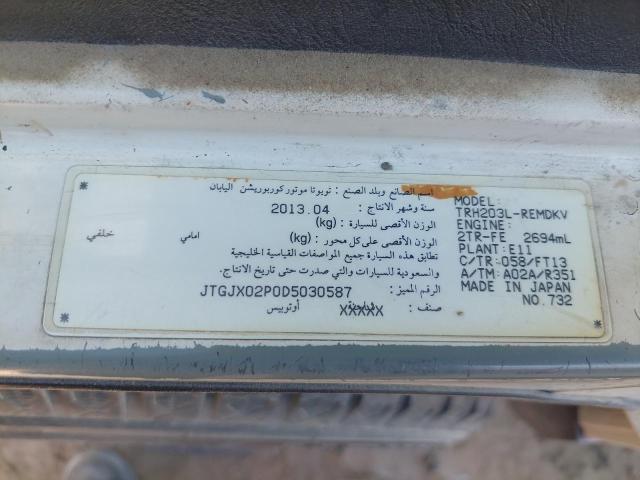 اسم الصانع وبلد الصنع : تويوتا موتور كوربوريشن اليابان
سنة وشهر الانتاج : 2013.04
الوزن الأقصى للسيارة : (kg)
الوزن الأقصى على كل محور : (kg) امامي خلفي
تطابق هذه السيارة جميع المواصفات القياسية الخليجية
والسعودية للسيارات والتي صدرت حتى تاريخ الانتاج.
الرقم المميز : JTGJX02P0D5030587
صنف : XXXXX أوتوبيس
MODEL:
TRH203L-REMDKV
ENGINE:
2TR-FE 2694mL
PLANT: E11
C/TR: 058/FT13
A/TM: A02A/R351
MADE IN JAPAN
NO. 732